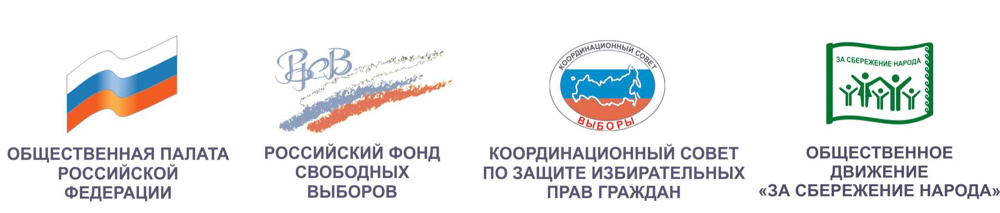 ОБЩЕСТВЕННАЯ ПАЛАТА
РОССИЙСКОЙ
ФЕДЕРАЦИИ
РФСВ
РОССИЙСКИЙ ФОНД
СВОБОДНЫХ
ВЫБОРОВ
КООРДИНАЦИОННЫЙ СОВЕТ
ВЫБОРЫ
КООРДИНАЦИОННЫЙ СОВЕТ
ПО ЗАЩИТЕ ИЗБИРАТЕЛЬНЫХ
ПРАВ ГРАЖДАН
ЗА СБЕРЕЖЕНИЕ НАРОДА
ОБЩЕСТВЕННОЕ
ДВИЖЕНИЕ
«ЗА СБЕРЕЖЕНИЕ НАРОДА»